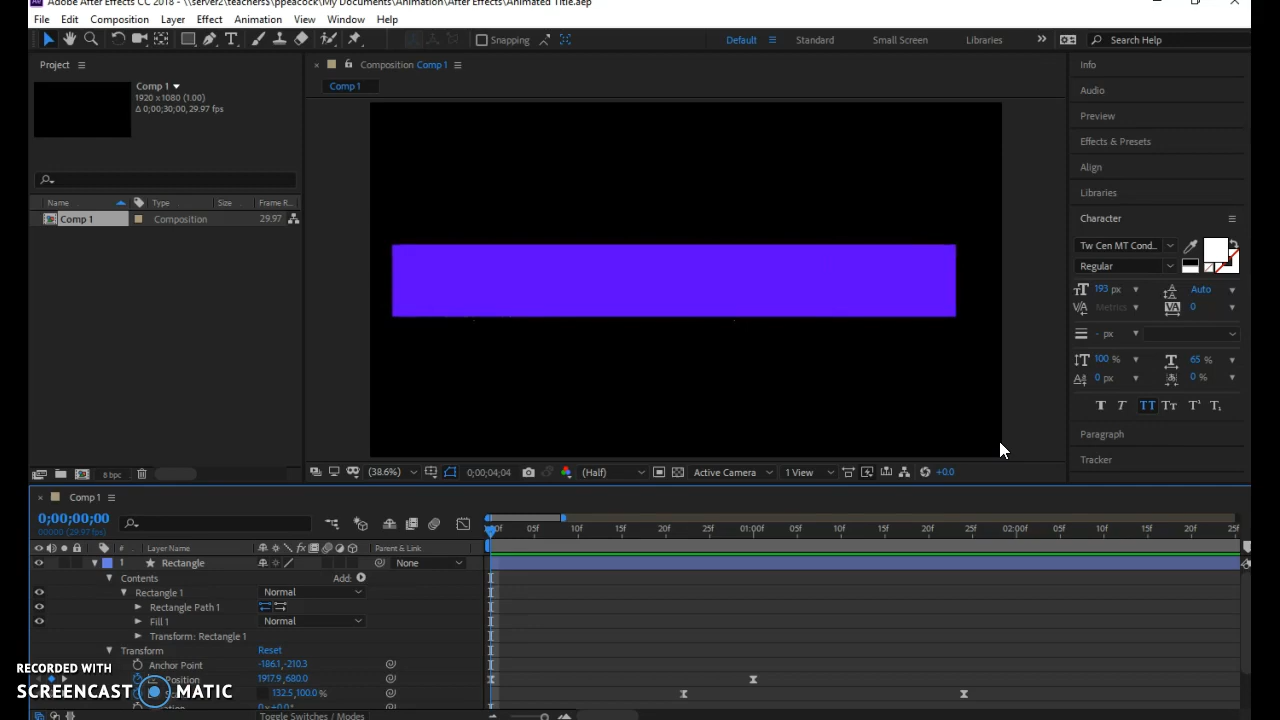 Adobe After Effects CC 2018 - \\server2\teachers$\ppeacock\My Documents\Animation\After Effects\Animated Title.aep
File Edit Composition Layer Effect Animation View Window Help
Snapping Default Standard Small Screen Libraries Search Help
Project Composition Comp 1 Info
Comp 1
1920 x 1080 (1.00)
Δ 0;00;30;00, 29.97 fps
Comp 1
Audio
Preview
Effects & Presets
Align
Libraries
Character
Name Type Size Frame R...
Comp 1 Composition 29.97
Tw Cen MT Cond...
Regular
193 px Auto
Metrics 0
- px
100 % 65 %
0 px 0 %
TT Tт T¹ T₁
T T
Paragraph
Tracker
8 bpc (38.6%) 0;00;04;04 (Half) Active Camera 1 View +0.0
Comp 1
0;00;00;00
00000 (29.97 fps)
05f 10f 15f 20f 25f 01:00f 05f 10f 15f 20f 25f 02:00f 05f 10f 15f 20f 25f
# Layer Name Parent & Link
1 Rectangle None
Contents Add:
Rectangle 1 Normal
Rectangle Path 1
Fill 1 Normal
Transform: Rectangle 1
Transform Reset
Anchor Point -186.1,-210.3
Position 1917.9,680.0
132.5,100.0 %
0x+0.0°
Toggle Switches / Modes
RECORDED WITH
SCREENCAST MATIC